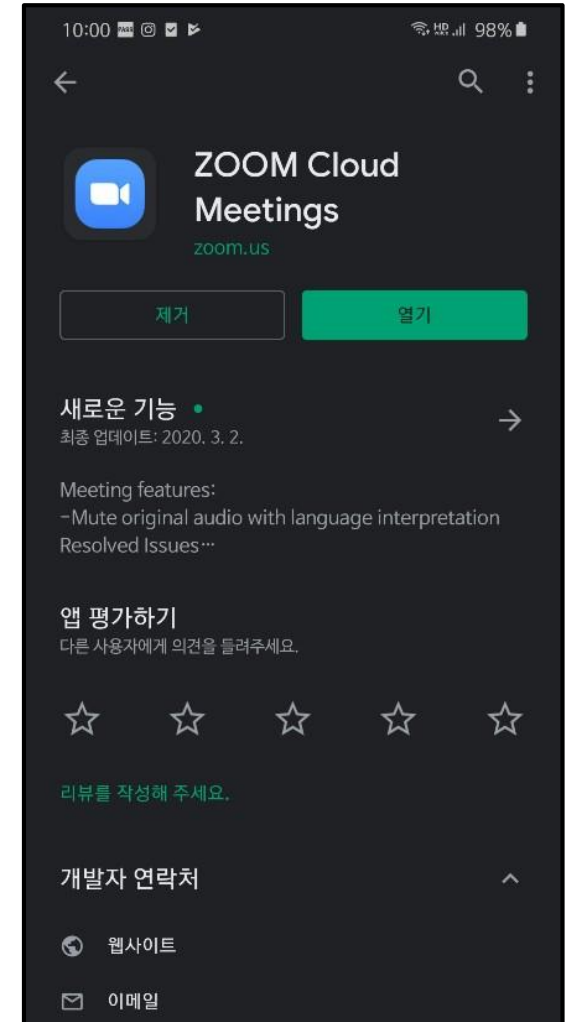 10:00 98%
ZOOM Cloud
Meetings
zoom.us
제거 열기
새로운 기능 •
최종 업데이트: 2020. 3. 2.
Meeting features:
-Mute original audio with language interpretation
Resolved Issues…
앱 평가하기
다른 사용자에게 의견을 들려주세요.
리뷰를 작성해 주세요.
개발자 연락처
웹사이트
이메일